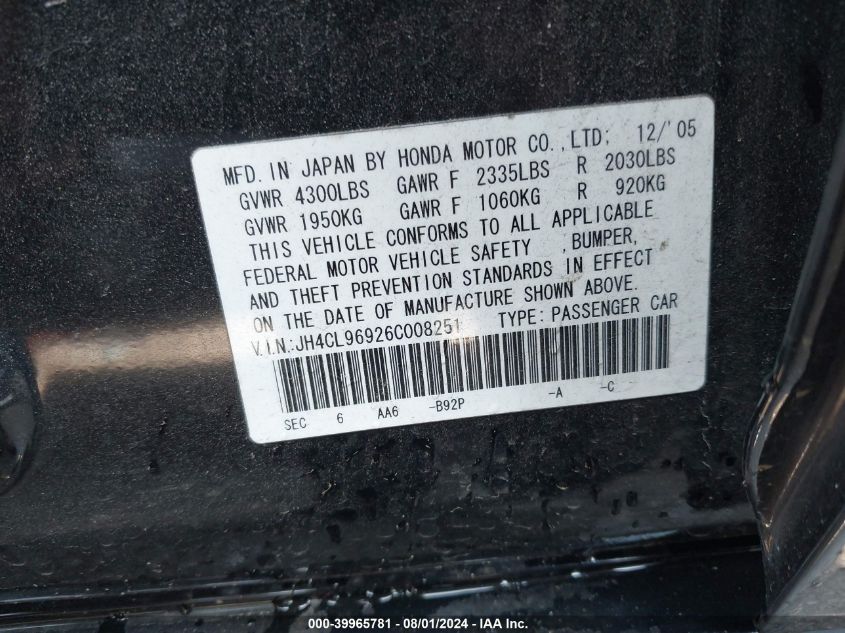 MFD. IN JAPAN BY HONDA MOTOR CO., LTD; 12/'05
GVWR 4300LBS GAWR F 2335LBS R 2030LBS
GVWR 1950KG GAWR F 1060KG R 920KG
THIS VEHICLE CONFORMS TO ALL APPLICABLE
FEDERAL MOTOR VEHICLE SAFETY ,BUMPER,
AND THEFT PREVENTION STANDARDS IN EFFECT
ON THE DATE OF MANUFACTURE SHOWN ABOVE.
V.I.N.:JH4CL96926C008251 TYPE: PASSENGER CAR
SEC 6 AA6 -B92P -A -C
000-39965781 - 08/01/2024 - IAA Inc.